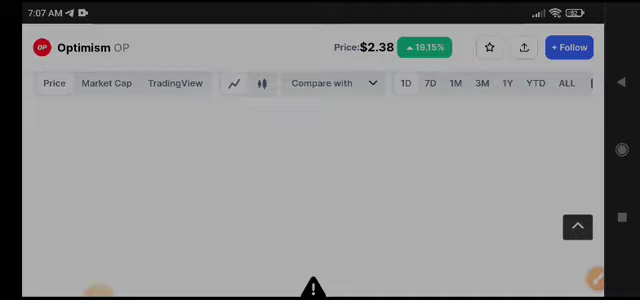 7:07 AM
62
OP Optimism OP Price:$2.38 19.15% + Follow
Price Market Cap TradingView Compare with 1D 7D 1M 3M 1Y YTD ALL